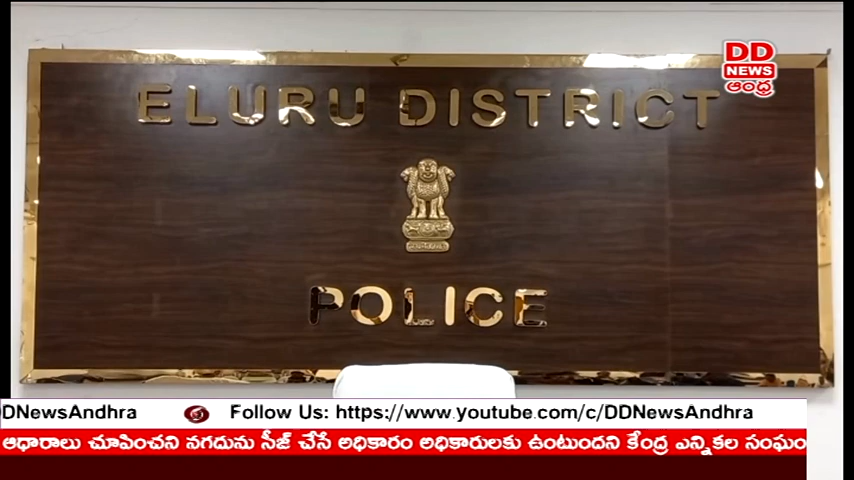 DD
NEWS
ఆంధ్ర
ELURU DISTRICT
POLICE
DNewsAndhra Follow Us: https://www.youtube.com/c/DDNewsAndhra
ఆధారాలు చూపించని నగదును సీజ్ చేసే అధికారం అధికారులకు ఉంటుందని కేంద్ర ఎన్నికల సంఘం